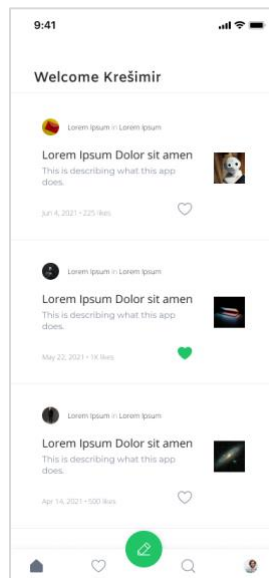 9:41
Welcome Krešimir
Lorem Ipsum in Lorem Ipsum
Lorem Ipsum Dolor sit amen
This is describing what this app
does.
Jun 4, 2021 • 225 likes
Lorem Ipsum in Lorem Ipsum
Lorem Ipsum Dolor sit amen
This is describing what this app
does.
May 22, 2021 • 1K likes
Lorem Ipsum in Lorem Ipsum
Lorem Ipsum Dolor sit amen
This is describing what this app
does.
Apr 14, 2021 • 500 likes